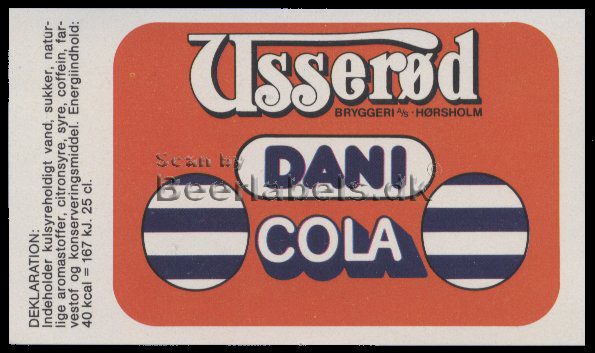 Usserød
BRYGGERI A/S · HØRSHOLM
DANI
COLA
Scan by
Beerlabels.dk
DEKLARATION:
Indeholder kulsyreholdigt vand, sukker, natur-
lige aromastoffer, citronsyre, syre, coffein, far-
vestof og konserveringsmiddel. Energiindhold:
40 kcal = 167 kJ. 25 cl.